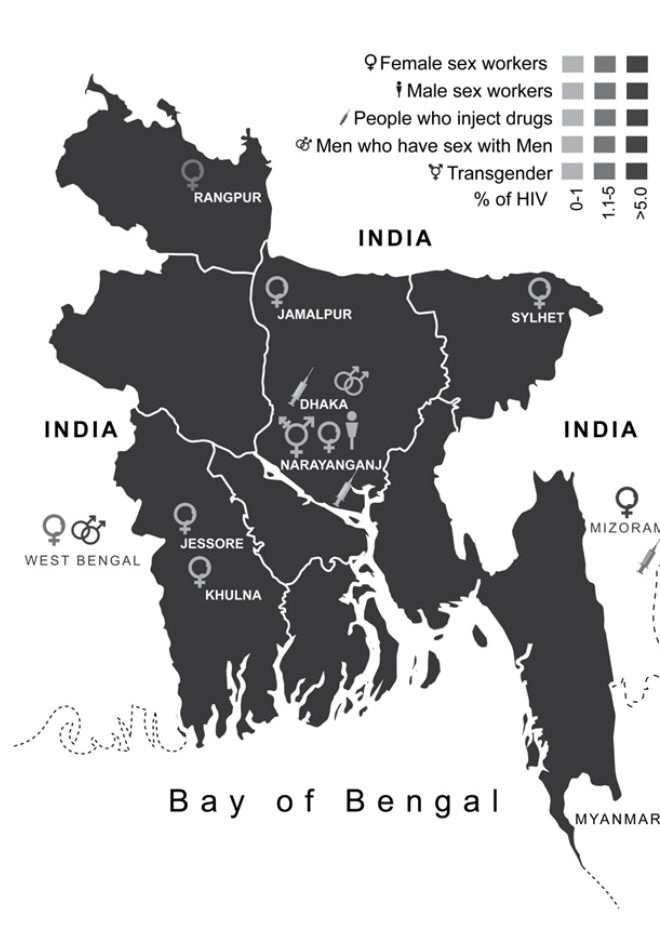 Female sex workers
Male sex workers
People who inject drugs
Men who have sex with Men
Transgender
% of HIV
0-1
1.1-5
>5.0
RANGPUR
INDIA
JAMALPUR
SYLHET
DHAKA
INDIA
INDIA
NARAYANGANJ
MIZORAM
JESSORE
WEST BENGAL
KHULNA
Bay of Bengal
MYANMAR